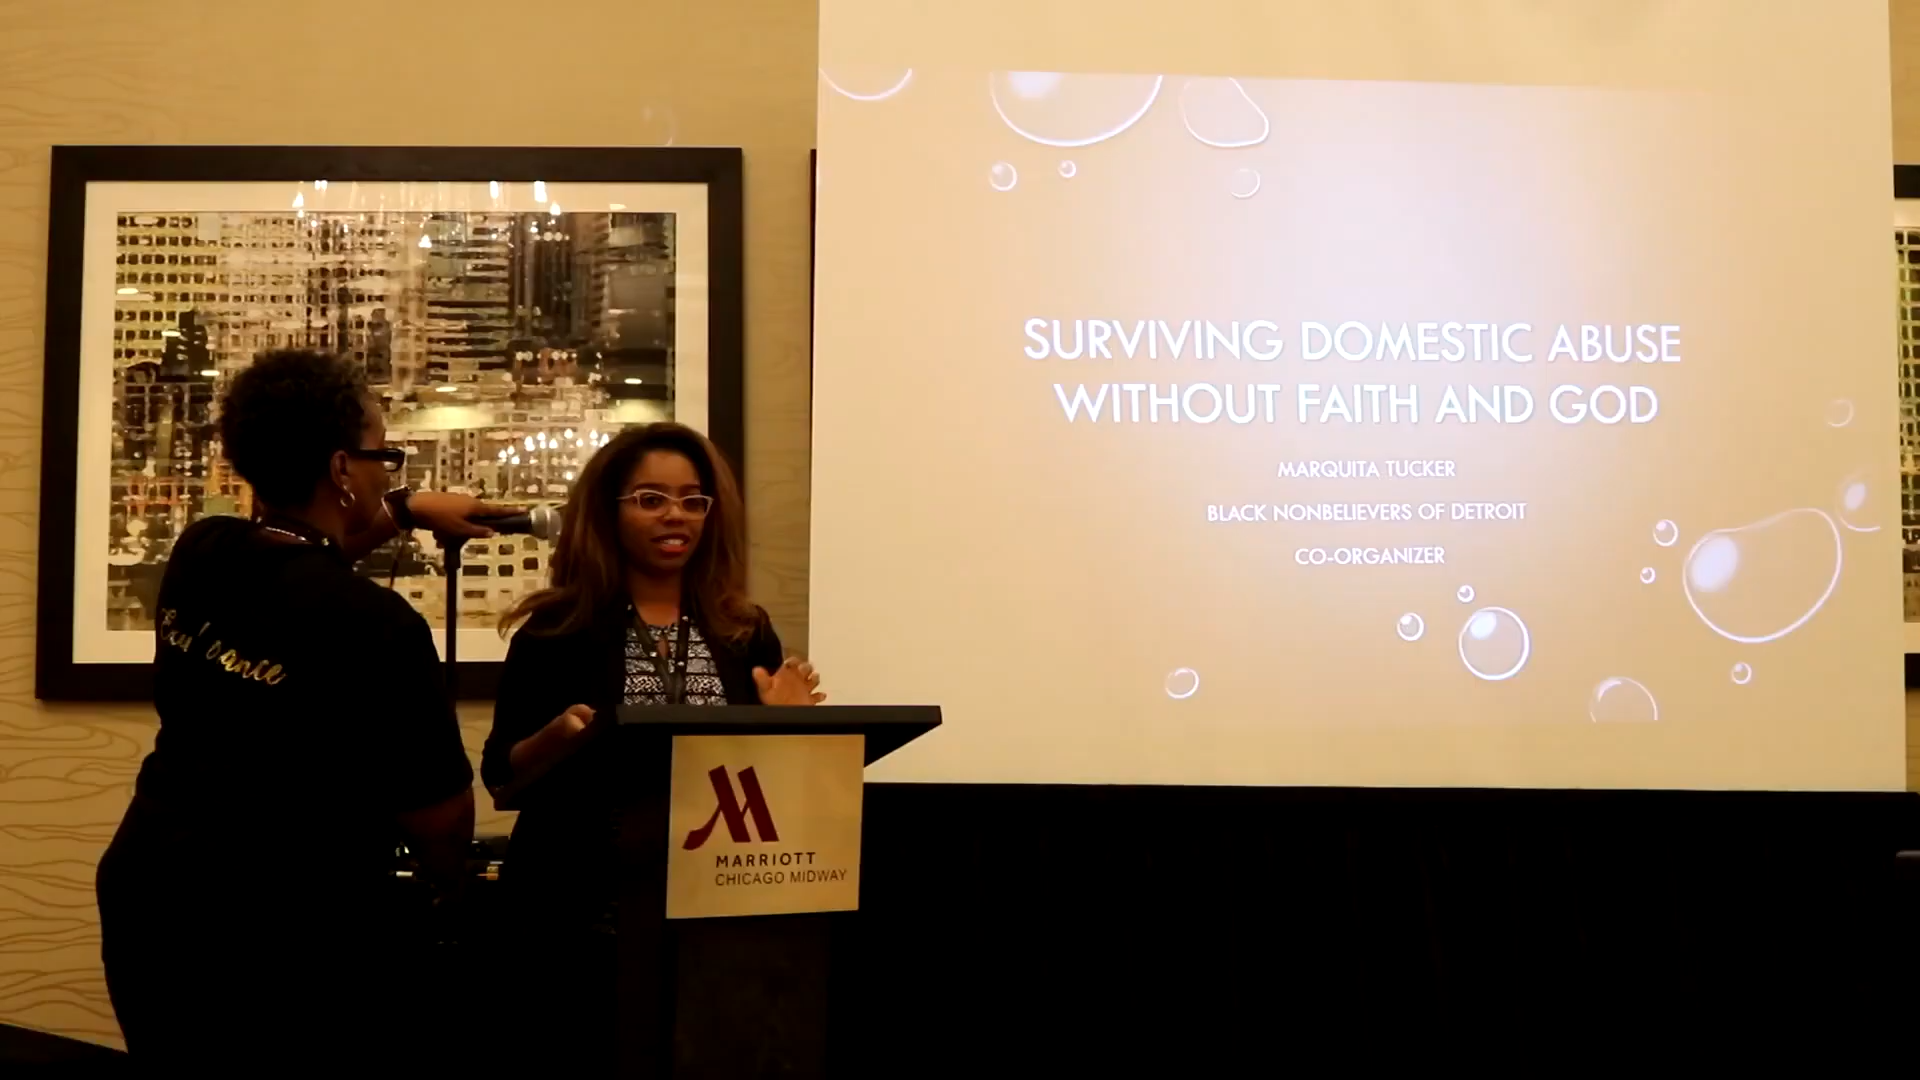 SURVIVING DOMESTIC ABUSE
WITHOUT FAITH AND GOD
MARQUITA TUCKER
BLACK NONBELIEVERS OF DETROIT
CO-ORGANIZER
MARRIOTT
CHICAGO MIDWAY